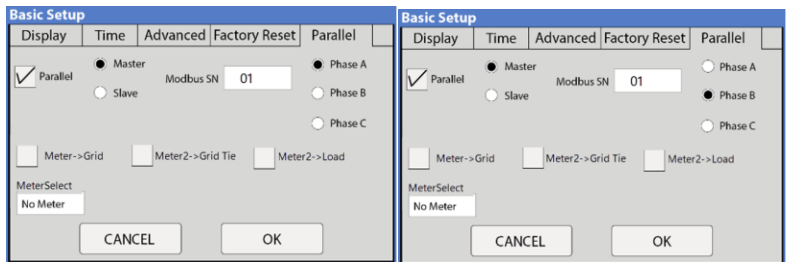 Basic Setup
Display Time Advanced Factory Reset Parallel
Parallel
Master
Slave
Modbus SN 01
Phase A
Phase B
Phase C
Meter->Grid Meter2->Grid Tie Meter2->Load
MeterSelect
No Meter
CANCEL OK
Basic Setup
Display Time Advanced Factory Reset Parallel
Parallel
Master
Slave
Modbus SN 01
Phase A
Phase B
Phase C
Meter->Grid Meter2->Grid Tie Meter2->Load
MeterSelect
No Meter
CANCEL OK